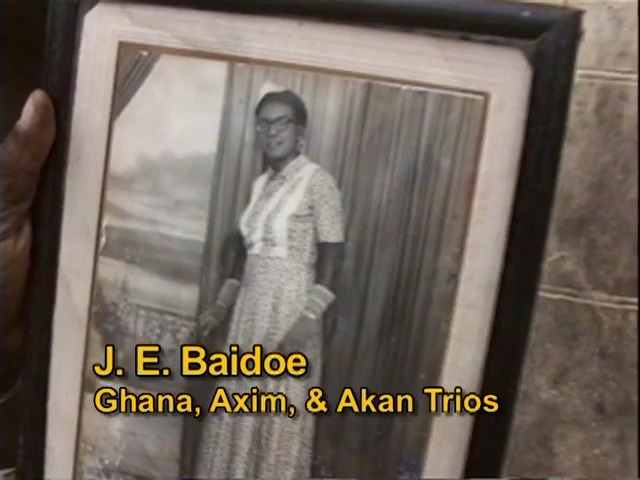 J. E. Baidoe
Ghana, Axim, & Akan Trios